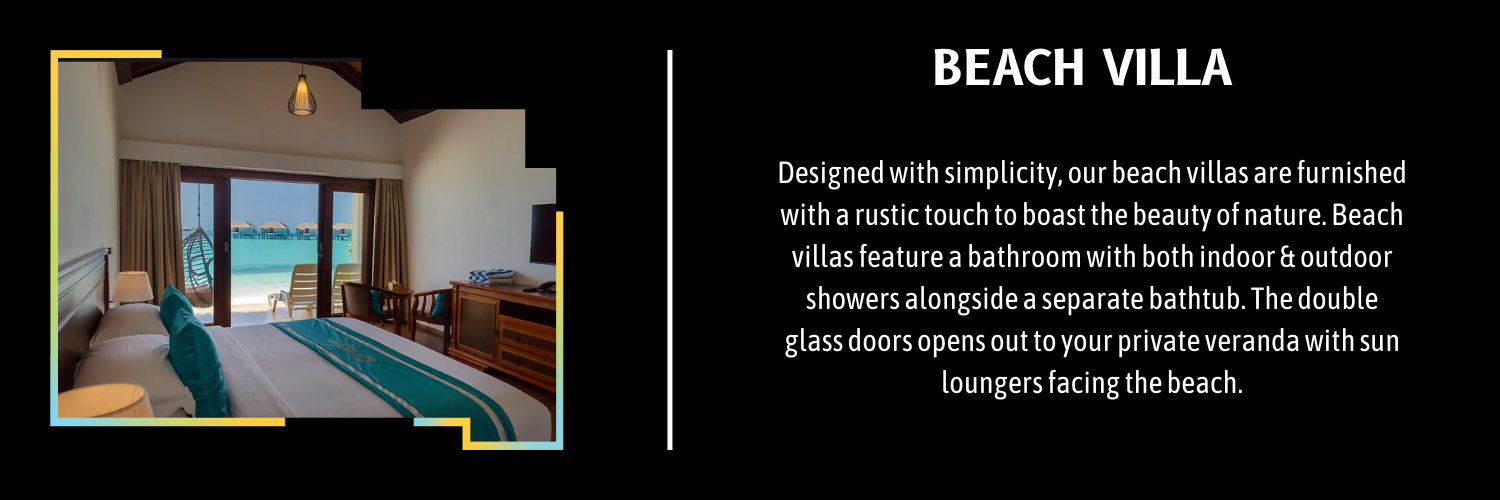 BEACH VILLA
Designed with simplicity, our beach villas are furnished
with a rustic touch to boast the beauty of nature. Beach
villas feature a bathroom with both indoor & outdoor
showers alongside a separate bathtub. The double
glass doors opens out to your private veranda with sun
loungers facing the beach.